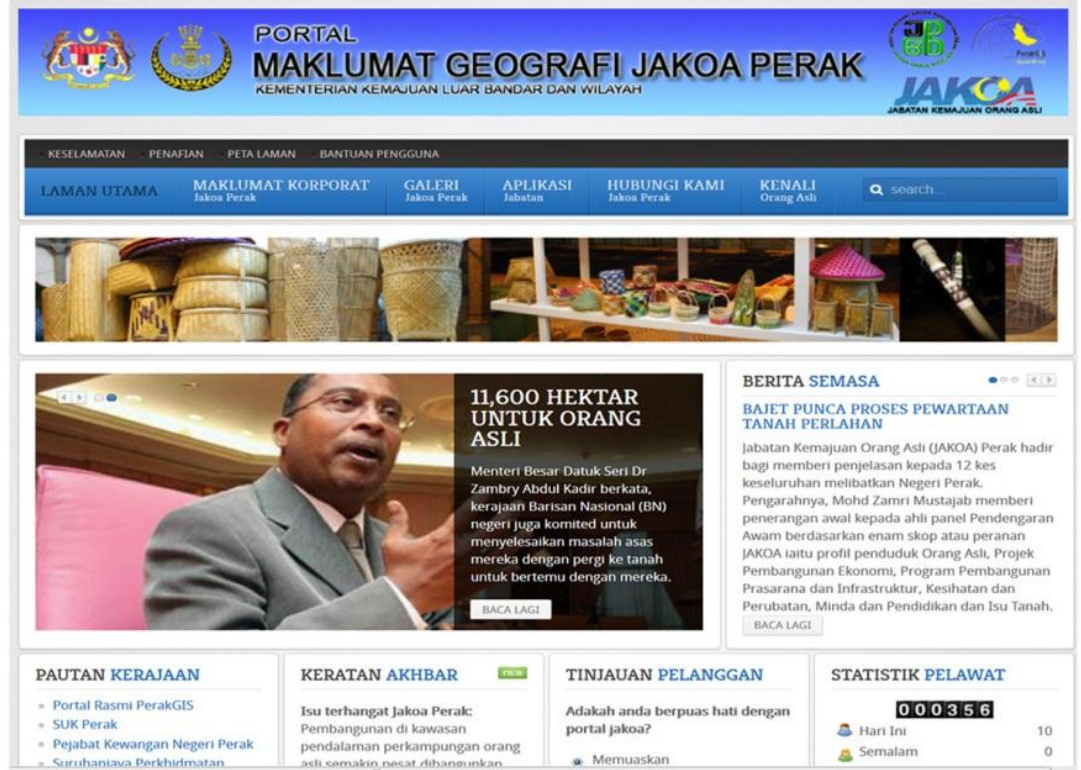 PORTAL
MAKLUMAT GEOGRAFI JAKOA PERAK
KEMENTERIAN KEMAJUAN LUAR BANDAR DAN WILAYAH
JAKOA
JABATAN KEMAJUAN ORANG ASLI
KESELAMATAN PENAFIAN PETA LAMAN BANTUAN PENGGUNA
LAMAN UTAMA MAKLUMAT KORPORAT GALERI APLIKASI HUBUNGI KAMI KENALI search...
Jakoa Perak Jakoa Perak Jabatan Jakoa Perak Orang Asli
11,600 HEKTAR
UNTUK ORANG
ASLI
Menteri Besar Datuk Seri Dr
Zambry Abdul Kadir berkata,
kerajaan Barisan Nasional (BN)
negeri juga komited untuk
menyelesaikan masalah asas
mereka dengan pergi ke tanah
untuk bertemu dengan mereka.
BACA LAGI
BERITA SEMASA
BAJET PUNCA PROSES PEWARTAAN
TANAH PERLAHAN
Jabatan Kemajuan Orang Asli (JAKOA) Perak hadir
bagi memberi penjelasan kepada 12 kes
keseluruhan melibatkan Negeri Perak.
Pengarahnya, Mohd Zamri Mustajab memberi
penerangan awal kepada ahli panel Pendengaran
Awam berdasarkan enam skop atau peranan
JAKOA iaitu profil penduduk Orang Asli, Projek
Pembangunan Ekonomi, Program Pembangunan
Prasarana dan Infrastruktur, Kesihatan dan
Perubatan, Minda dan Pendidikan dan Isu Tanah.
BACA LAGI
PAUTAN KERAJAAN
Portal Rasmi PerakGIS
SUK Perak
Pejabat Kewangan Negeri Perak
Suruhanjaya Perkhidmatan
KERATAN AKHBAR new
Isu terhangat Jakoa Perak:
Pembangunan di kawasan
pendalaman perkampungan orang
asli semakin pesat dibangunkan
TINJAUAN PELANGGAN
Adakah anda berpuas hati dengan
portal jakoa?
Memuaskan
STATISTIK PELAWAT
000356
Hari Ini 10
Semalam 0